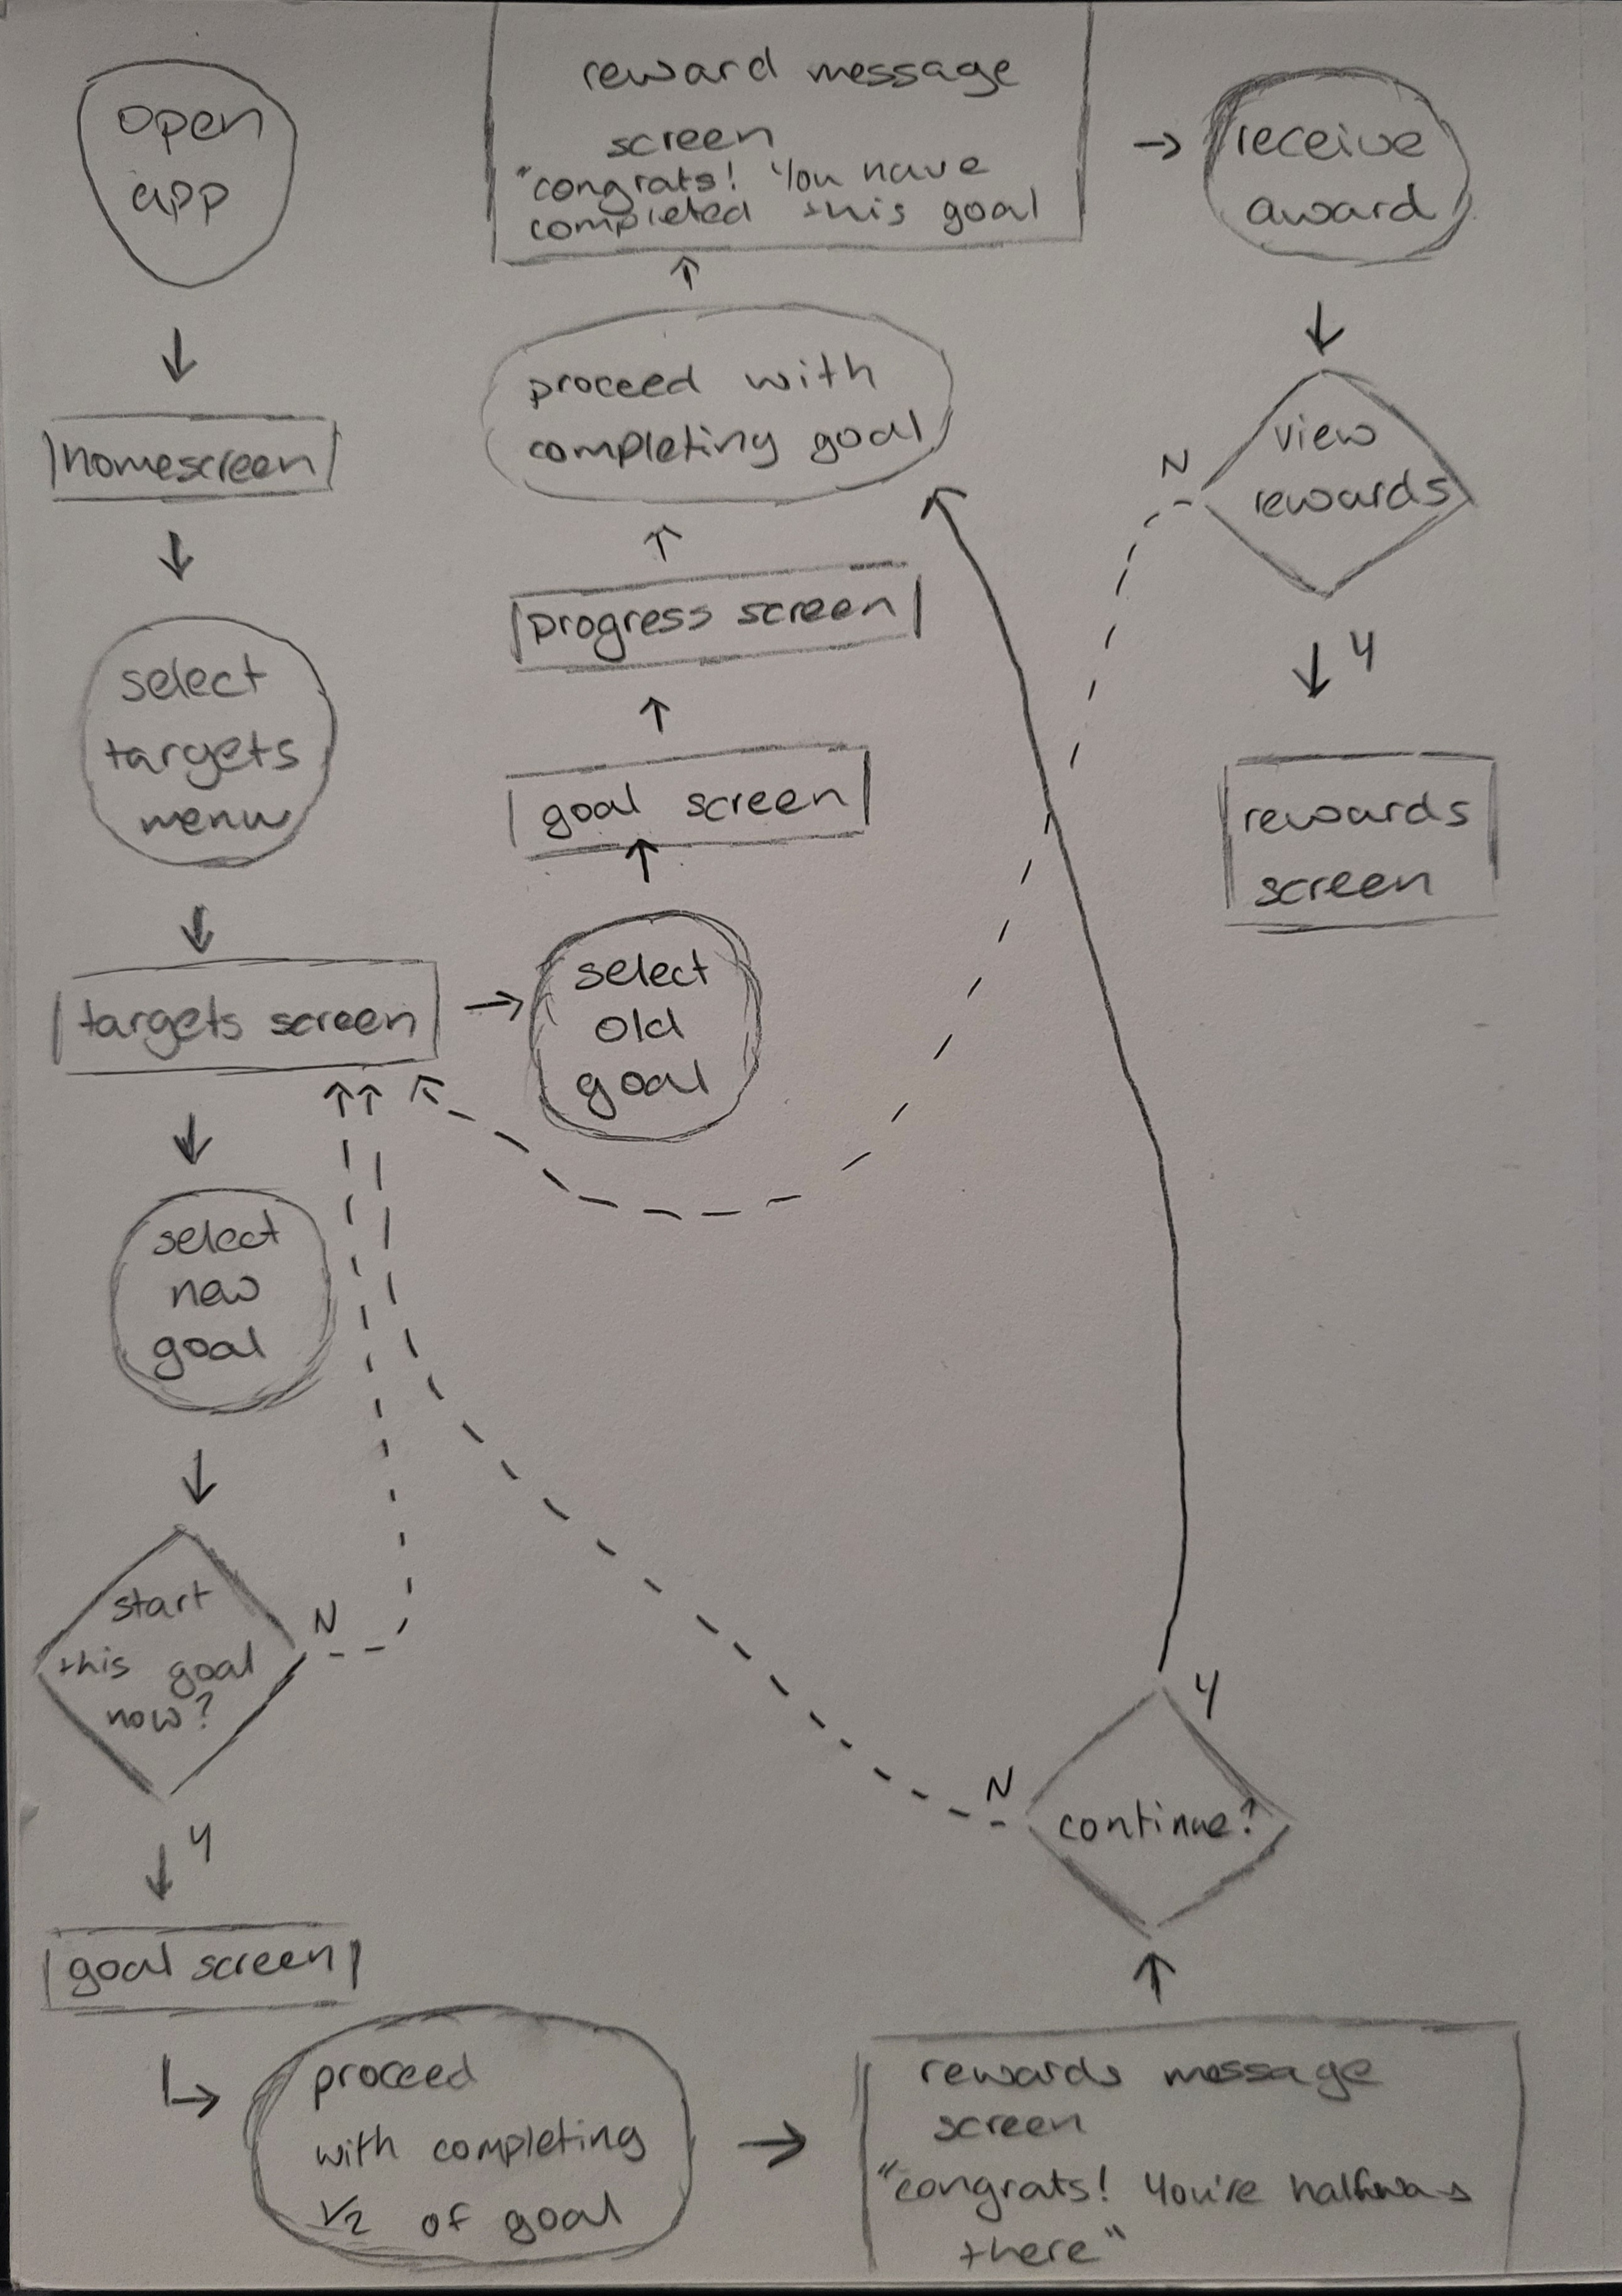 open
app
homescreen
select
targets
menu
targets screen
select
new
goal
start
this goal
now?
N
Y
goal screen
proceed
with completing
1/2 of goal
rewards message
screen
"congrats! You're halfway
there"
continue?
N
Y
select
old
goal
goal screen
progress screen
proceed with
completing goal
reward message
screen
"congrats! You have
completed this goal
receive
award
view
rewards
N
Y
rewards
screen